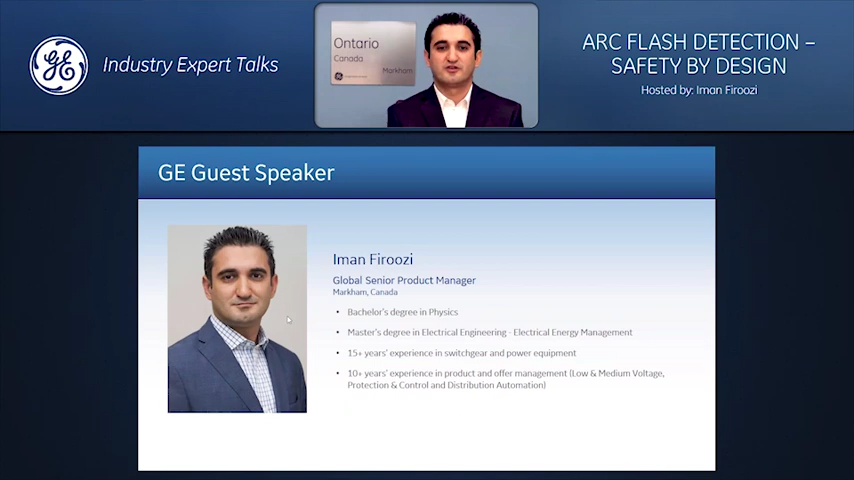 GE
Industry Expert Talks
Ontario
Canada
Markham
ARC FLASH DETECTION –
SAFETY BY DESIGN
Hosted by: Iman Firoozi
GE Guest Speaker
Iman Firoozi
Global Senior Product Manager
Markham, Canada
• Bachelor's degree in Physics
• Master's degree in Electrical Engineering - Electrical Energy Management
• 15+ years' experience in switchgear and power equipment
• 10+ years' experience in product and offer management (Low & Medium Voltage,
Protection & Control and Distribution Automation)